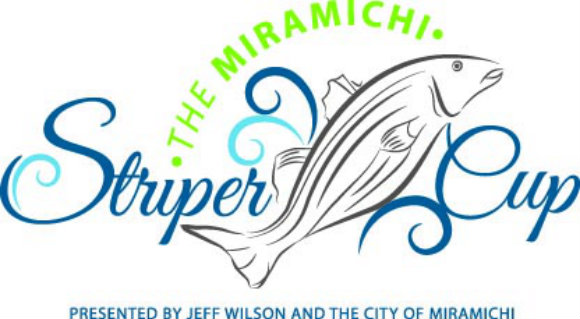 •THE MIRAMICHI•
Striper Cup
PRESENTED BY JEFF WILSON AND THE CITY OF MIRAMICHI